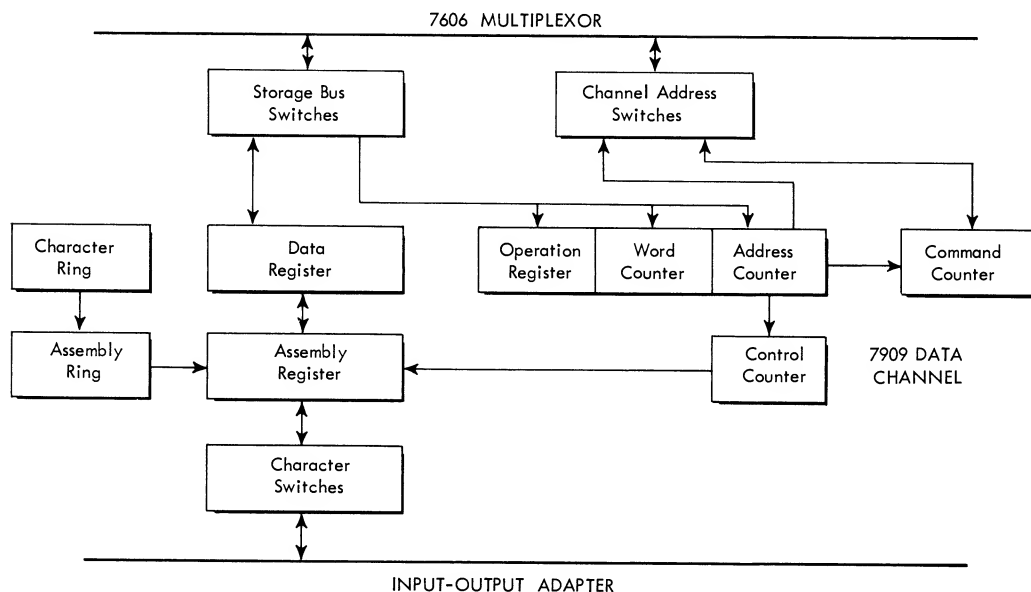 7606 MULTIPLEXOR
Storage Bus
Switches
Channel Address
Switches
Character
Ring
Data
Register
Operation
Register
Word
Counter
Address
Counter
Command
Counter
Assembly
Ring
Assembly
Register
Control
Counter
7909 DATA
CHANNEL
Character
Switches
INPUT-OUTPUT ADAPTER